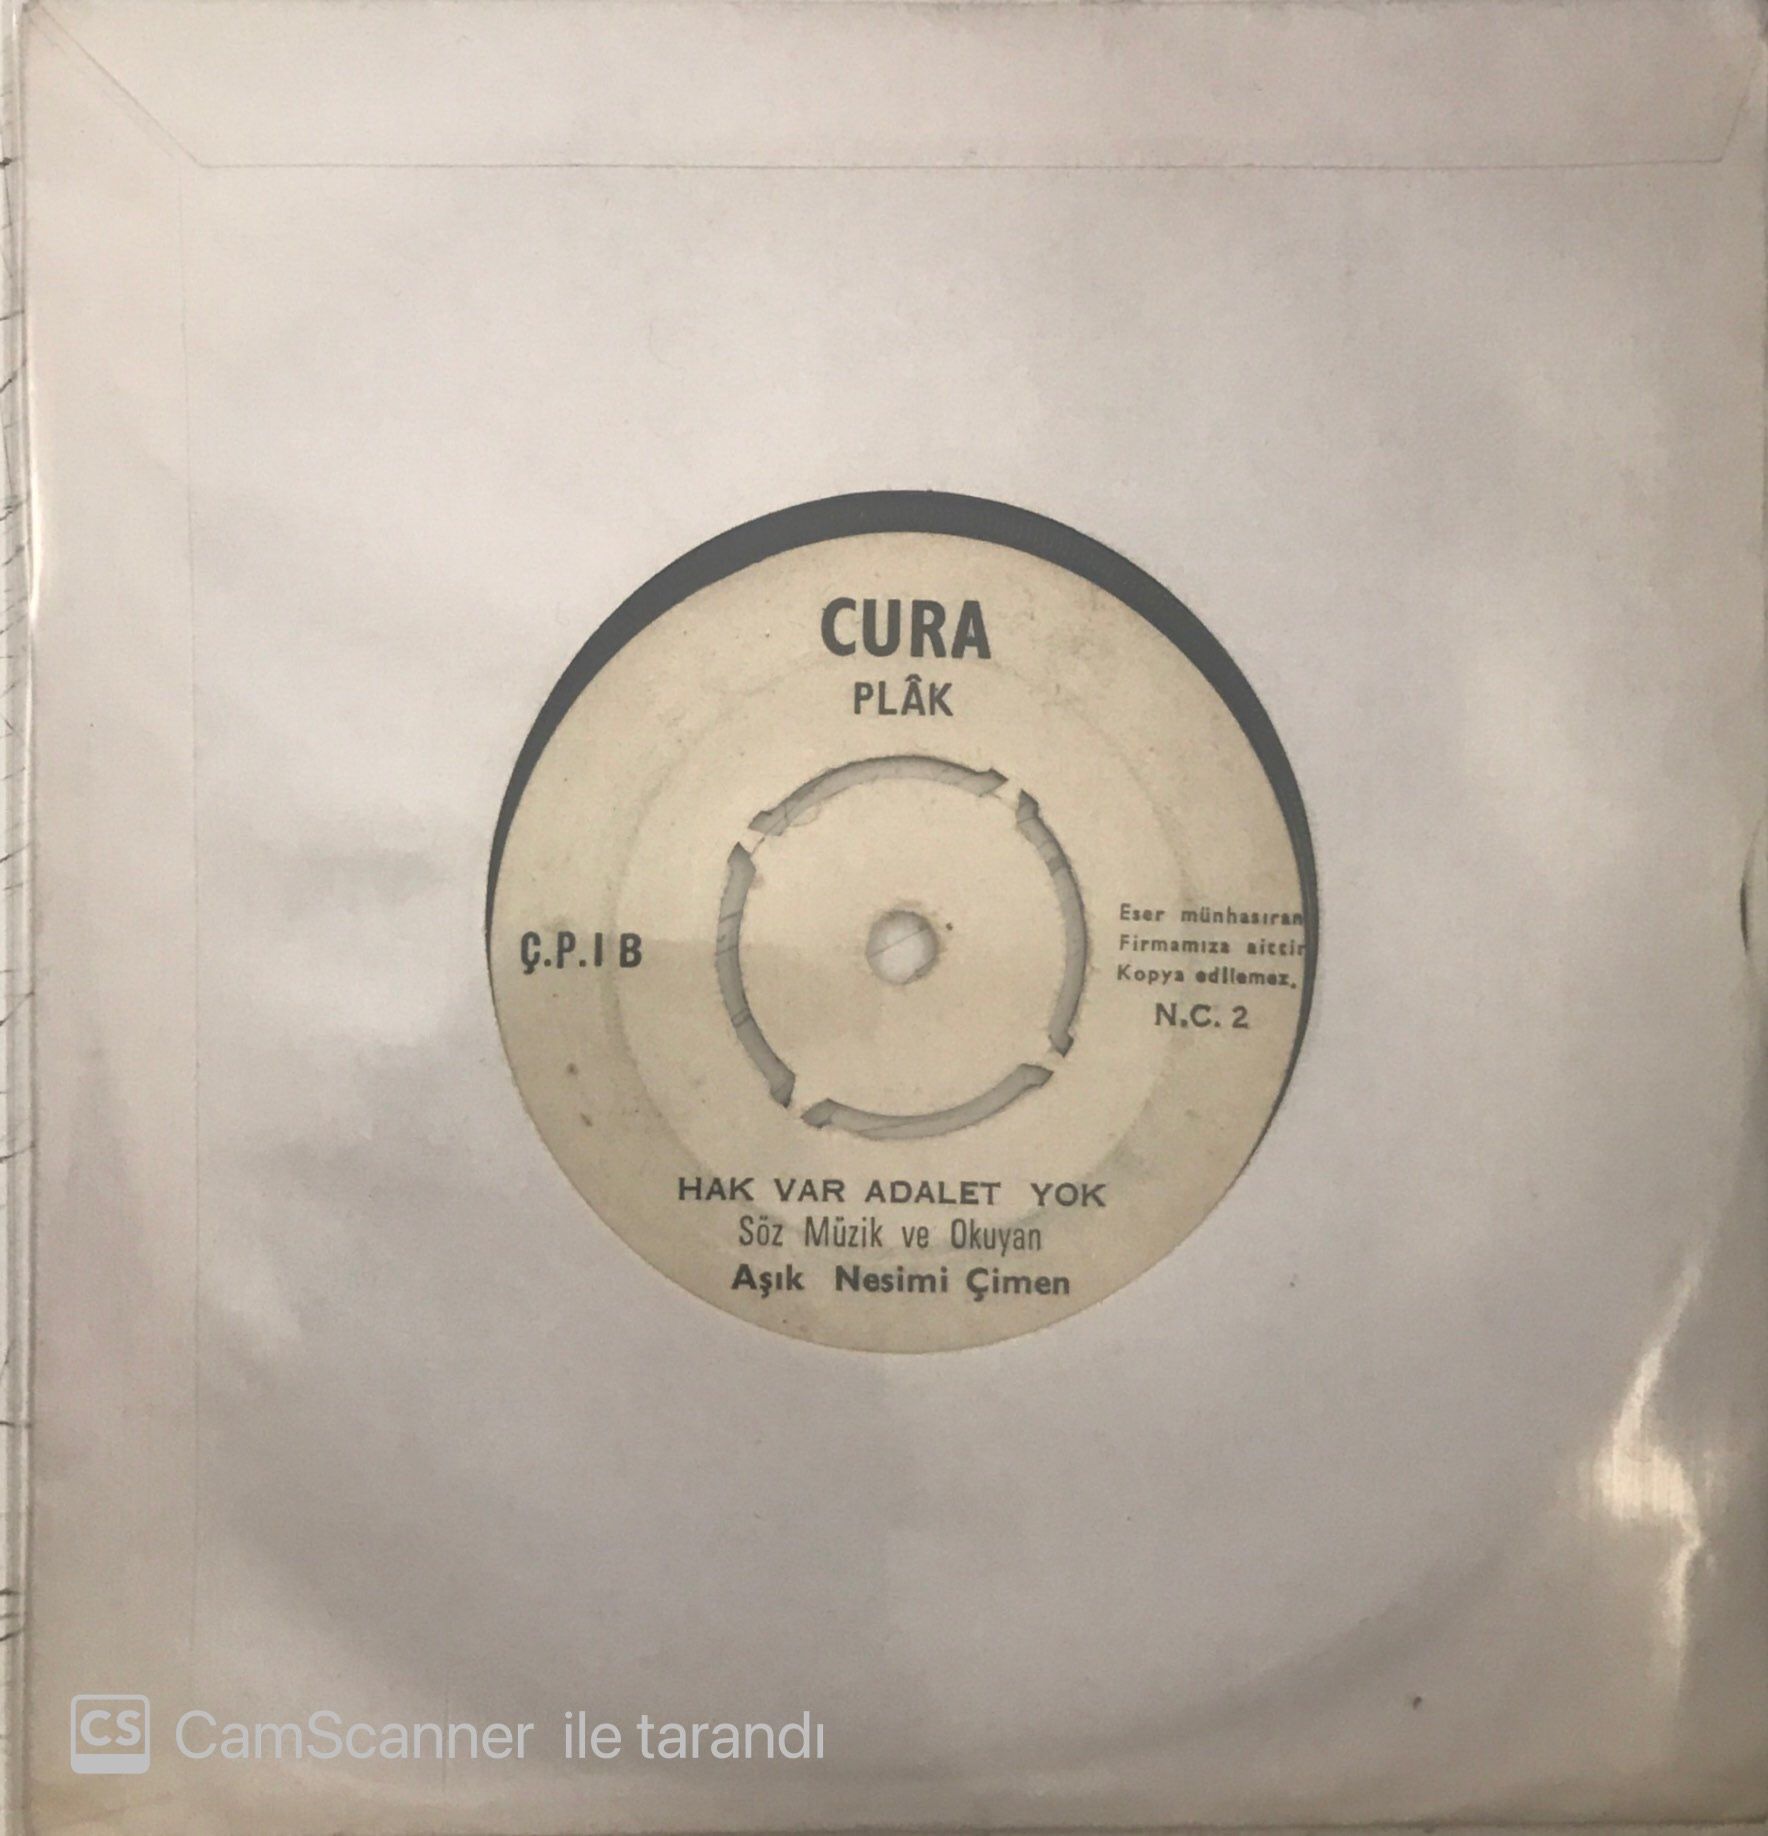 CURA
PLÂK
Ç.P.I B
Eser münhasıran
Firmamıza aittir
Kopya edilemez.
N.C. 2
HAK VAR ADALET YOK
Söz Müzik ve Okuyan
Aşık Nesimi Çimen
CS CamScanner ile tarandı